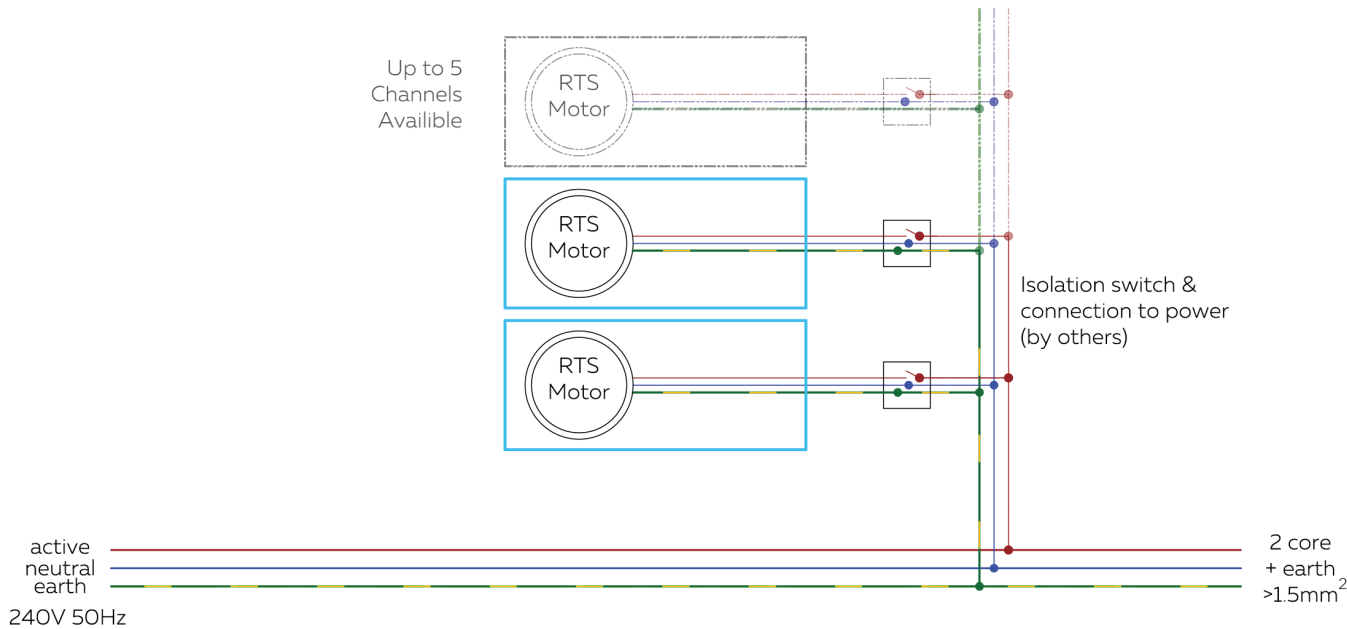 Up to 5
Channels
Availible
RTS
Motor
RTS
Motor
RTS
Motor
Isolation switch &
connection to power
(by others)
active
neutral
earth
240V 50Hz
2 core
+ earth
>1.5mm²